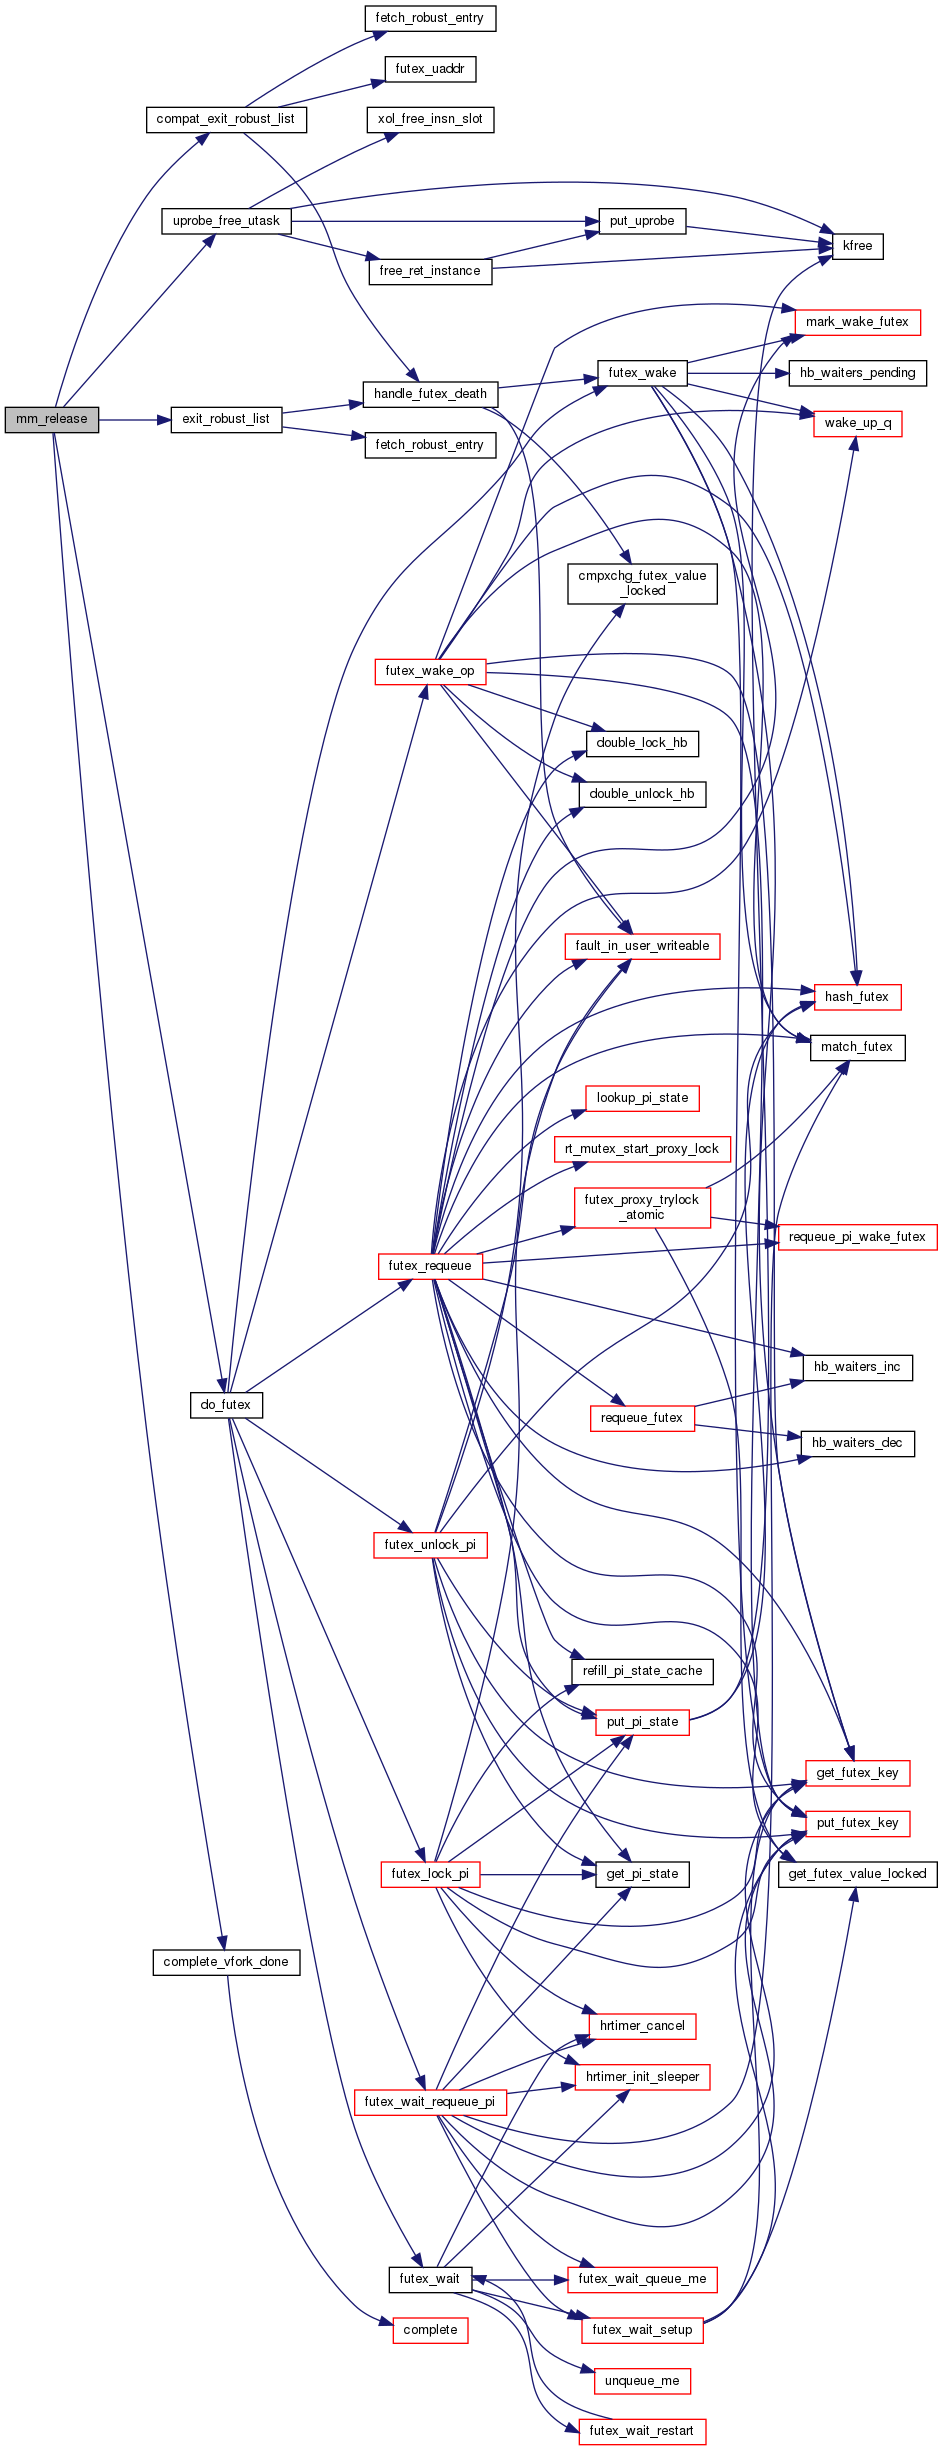 fetch_robust_entry
futex_uaddr
compat_exit_robust_list
xol_free_insn_slot
uprobe_free_utask
put_uprobe
kfree
free_ret_instance
mark_wake_futex
futex_wake
hb_waiters_pending
handle_futex_death
mm_release
exit_robust_list
wake_up_q
fetch_robust_entry
cmpxchg_futex_value
_locked
futex_wake_op
double_lock_hb
double_unlock_hb
fault_in_user_writeable
hash_futex
match_futex
lookup_pi_state
rt_mutex_start_proxy_lock
futex_proxy_trylock
_atomic
requeue_pi_wake_futex
futex_requeue
hb_waiters_inc
do_futex
requeue_futex
hb_waiters_dec
futex_unlock_pi
refill_pi_state_cache
put_pi_state
get_futex_key
put_futex_key
futex_lock_pi
get_pi_state
get_futex_value_locked
complete_vfork_done
hrtimer_cancel
hrtimer_init_sleeper
futex_wait_requeue_pi
futex_wait
futex_wait_queue_me
complete
futex_wait_setup
unqueue_me
futex_wait_restart